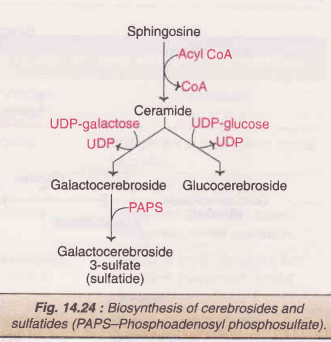 Sphingosine
Acyl CoA
CoA
Ceramide
UDP-galactose
UDP-glucose
UDP
UDP
Galactocerebroside
Glucocerebroside
PAPS
Galactocerebroside
3-sulfate
(sulfatide)
Fig. 14.24 : Biosynthesis of cerebrosides and
sulfatides (PAPS–Phosphoadenosyl phosphosulfate).